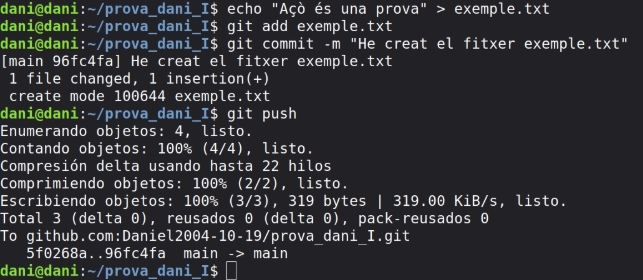 dani@dani:~/prova_dani_I$ echo "Açò és una prova" > exemple.txt
dani@dani:~/prova_dani_I$ git add exemple.txt
dani@dani:~/prova_dani_I$ git commit -m "He creat el fitxer exemple.txt"
[main 96fc4fa] He creat el fitxer exemple.txt
 1 file changed, 1 insertion(+)
 create mode 100644 exemple.txt
dani@dani:~/prova_dani_I$ git push
Enumerando objetos: 4, listo.
Contando objetos: 100% (4/4), listo.
Compresión delta usando hasta 22 hilos
Comprimiendo objetos: 100% (2/2), listo.
Escribiendo objetos: 100% (3/3), 319 bytes | 319.00 KiB/s, listo.
Total 3 (delta 0), reusados 0 (delta 0), pack-reusados 0
To github.com:Daniel2004-10-19/prova_dani_I.git
   5f0268a..96fc4fa  main -> main
dani@dani:~/prova_dani_I$